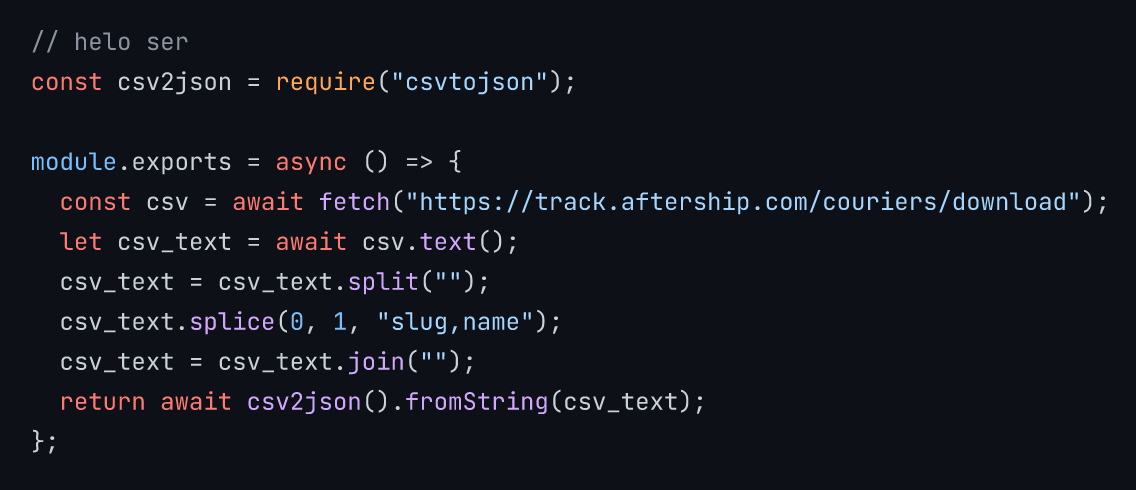 // helo ser
const csv2json = require("csvtojson");
module.exports = async () => {
const csv = await fetch("https://track.aftership.com/couriers/download");
let csv_text = await csv.text();
csv_text = csv_text.split("");
csv_text.splice(0, 1, "slug,name");
csv_text = csv_text.join("");
return await csv2json().fromString(csv_text);
};